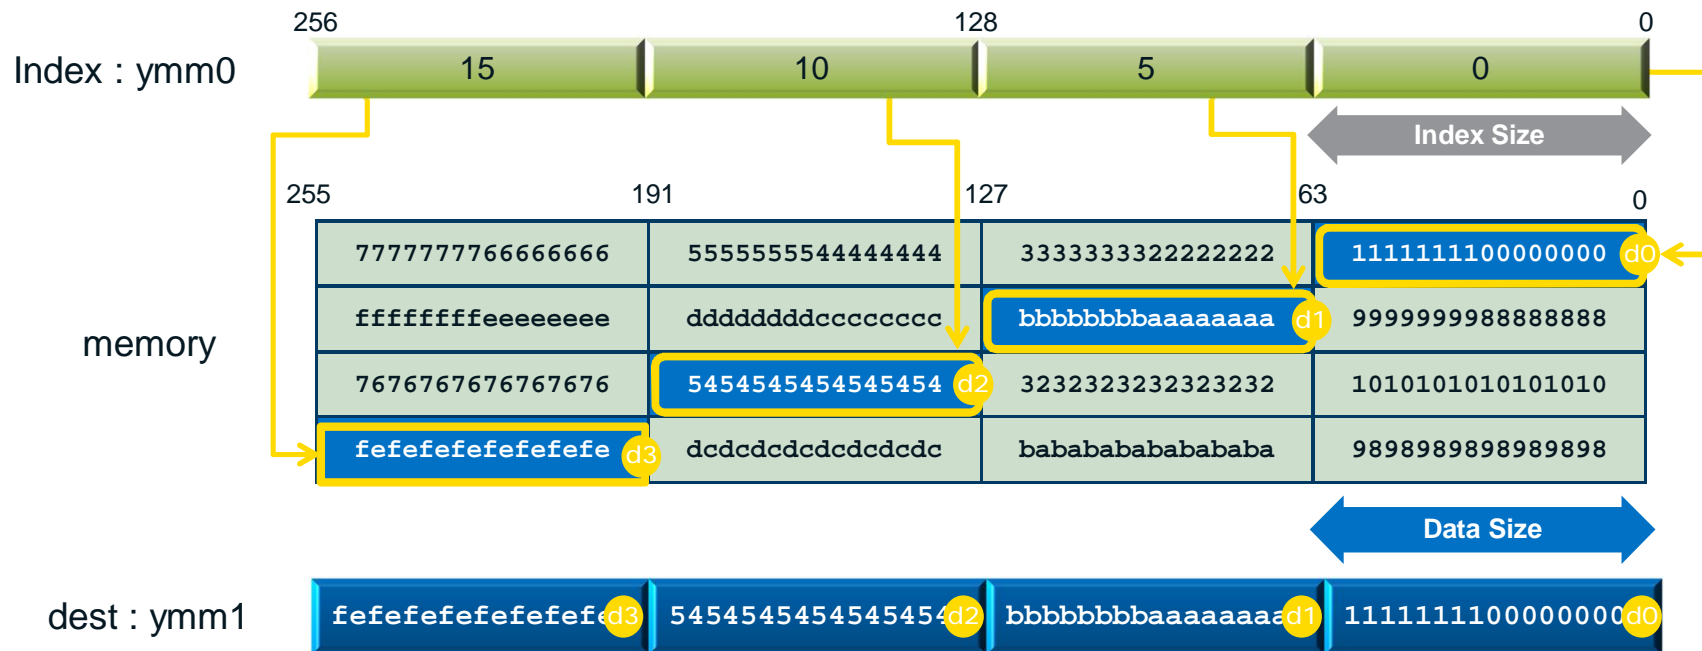 256 128 0
Index : ymm0 15 10 5 0
Index Size
255 191 127 63 0
7777777766666666 5555555544444444 3333333322222222 1111111100000000 d0
memory
ffffffffeeeeeeee ddddddddcccccccc bbbbbbbbaaaaaaaa d1 9999999988888888
7676767676767676 5454545454545454 d2 3232323232323232 1010101010101010
fefefefefefefefe d3 dcdcdcdcdcdcdcdc babababababababa 9898989898989898
Data Size
dest : ymm1 fefefefefefefefe d3 5454545454545454 d2 bbbbbbbbaaaaaaaa d1 1111111100000000 d0